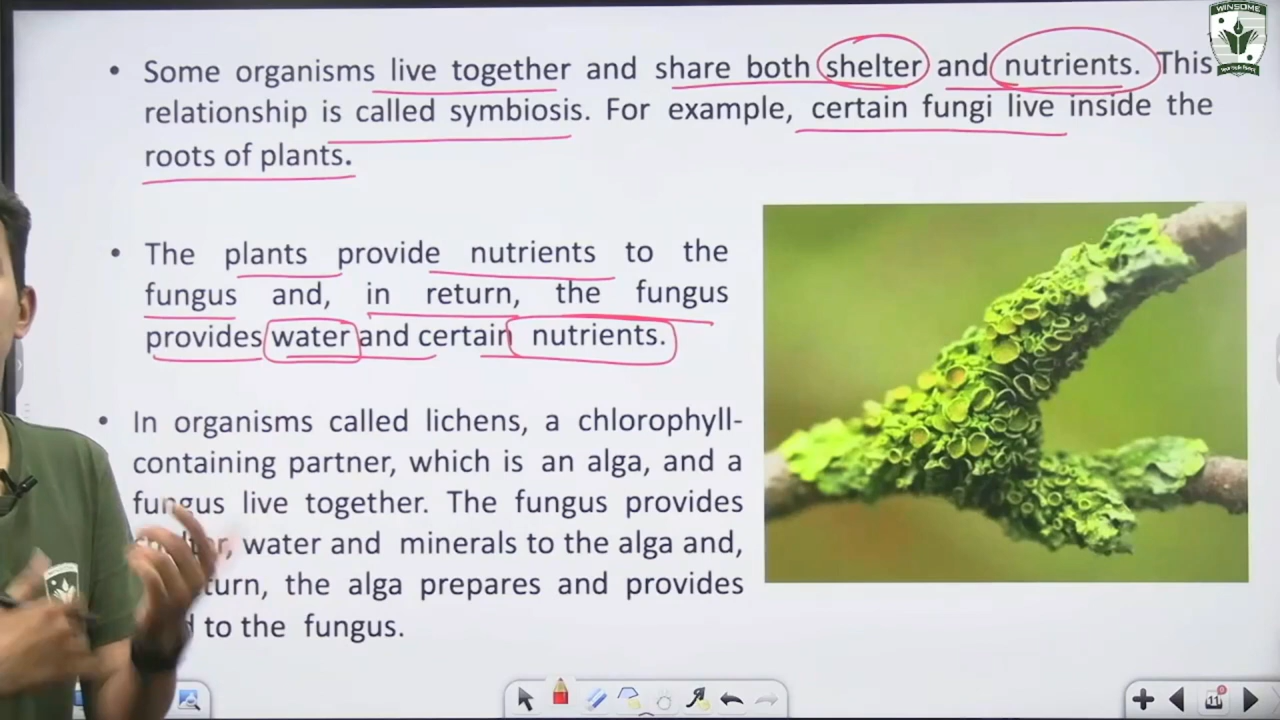 WINSOME
• Some organisms live together and share both shelter and nutrients. This
relationship is called symbiosis. For example, certain fungi live inside the
roots of plants.
• The plants provide nutrients to the
fungus and, in return, the fungus
provides water and certain nutrients.
• In organisms called lichens, a chlorophyll-
containing partner, which is an alga, and a
fungus live together. The fungus provides
water and minerals to the alga and,
the alga prepares and provides
to the fungus.
11